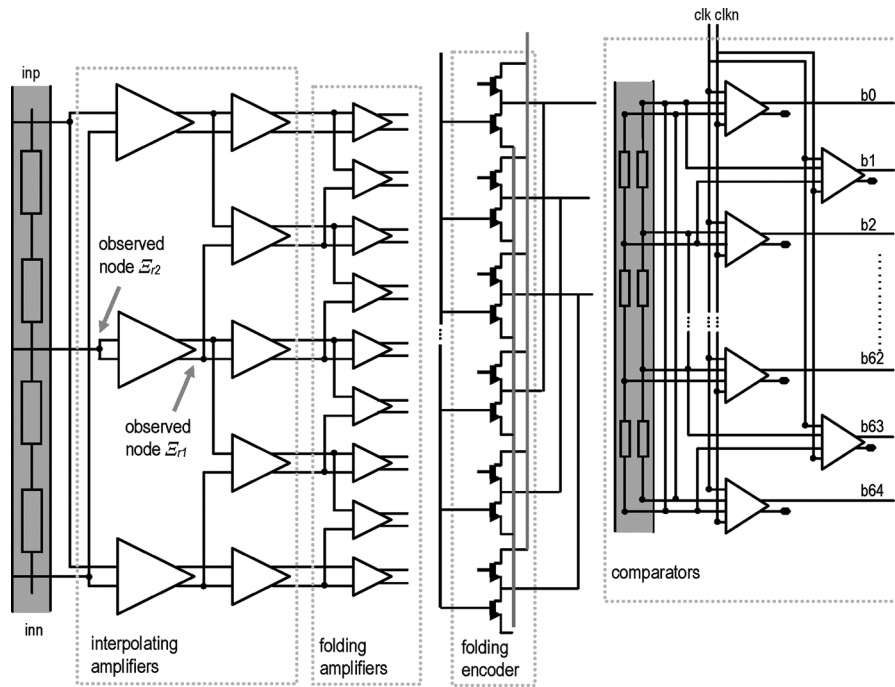 clk clkn
inp
b0
b1
b2
observed
node Ξr2
b62
observed
node Ξr1
b63
b64
comparators
inn
interpolating
amplifiers
folding
amplifiers
folding
encoder